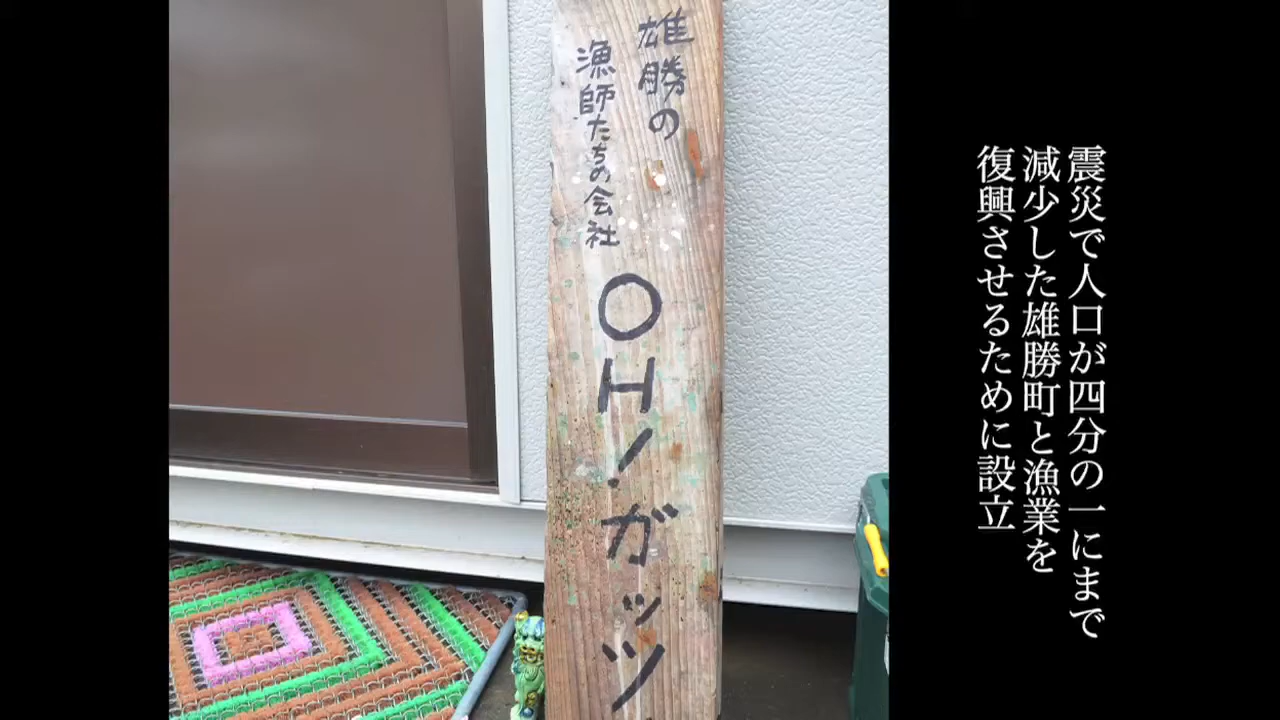 雄勝の
漁師たちの会社
OH!ガッツ
震災で人口が四分の一にまで
減少した雄勝町と漁業を
復興させるために設立